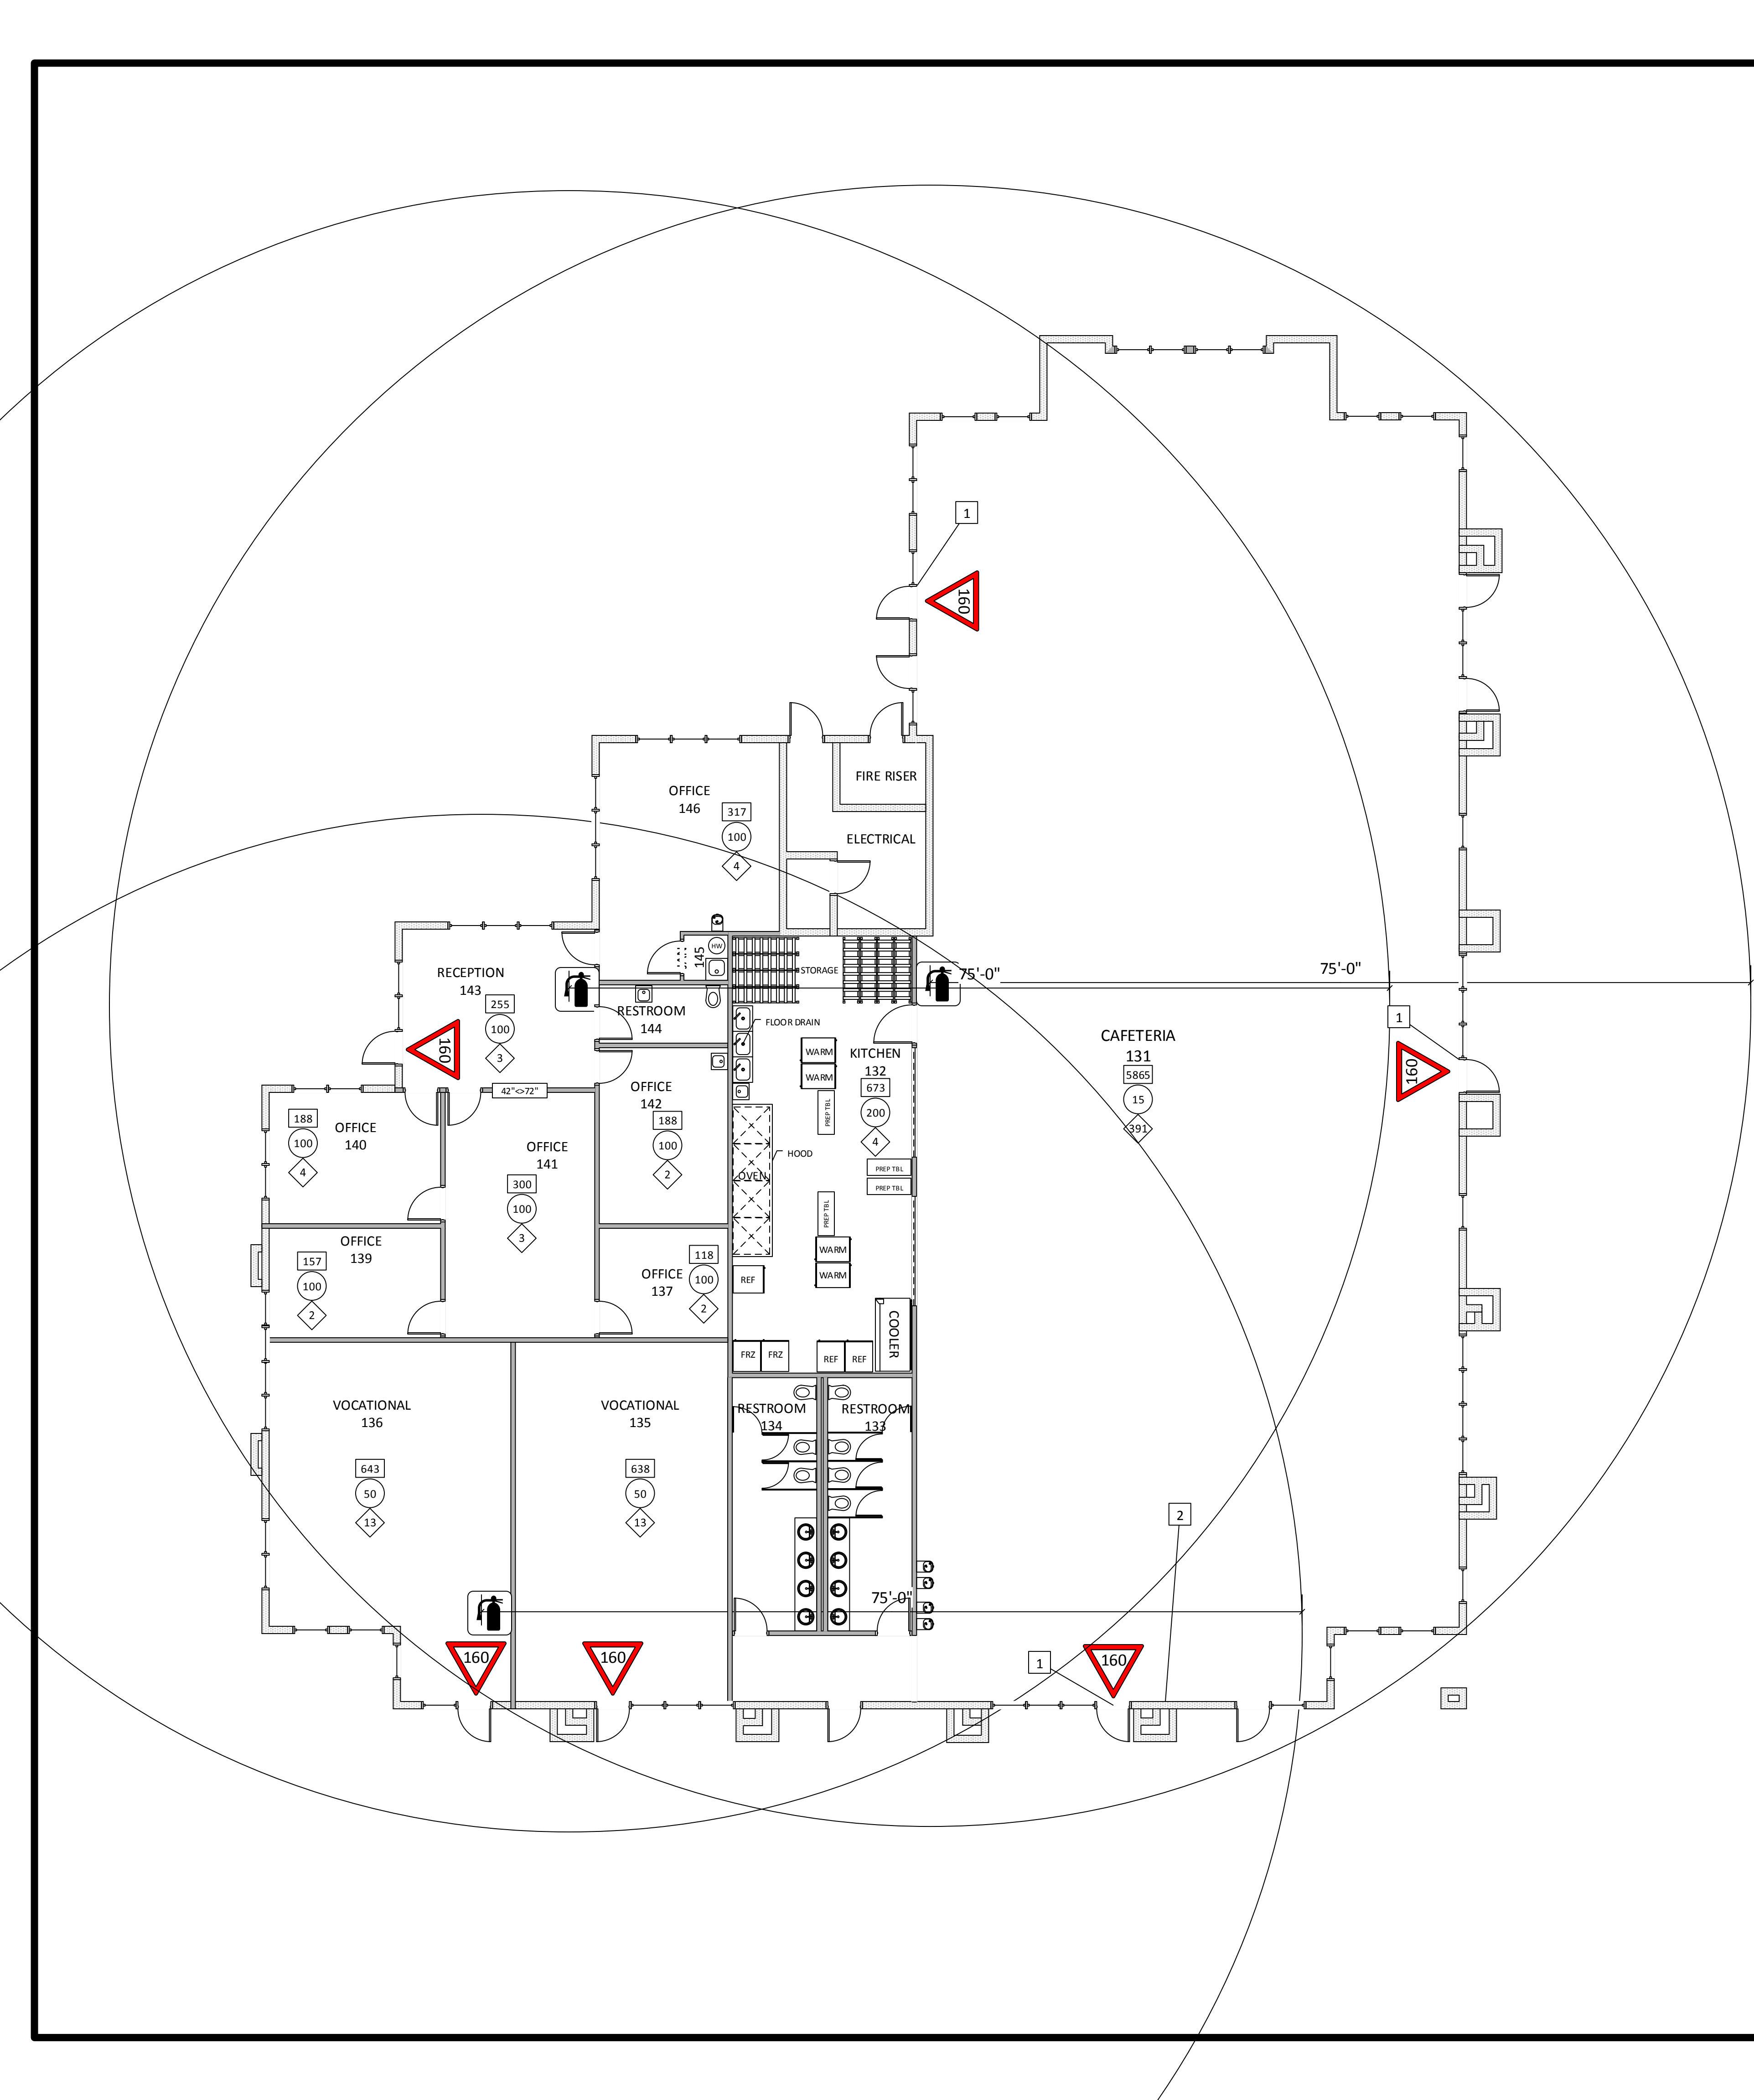 1
160
FIRE RISER
OFFICE
146
317
100
4
ELECTRICAL
145
HW
RECEPTION
143
255
100
3
STORAGE
75'-0"
75'-0"
RESTROOM
144
FLOOR DRAIN
160
1
160
CAFETERIA
131
5865
15
391
WARM
WARM
KITCHEN
132
673
200
4
PREP TBL
42"<>72"
OFFICE
142
188
100
2
188
100
4
OFFICE
140
OFFICE
141
300
100
3
HOOD
OVEN
PREP TBL
PREP TBL
PREP TBL
OFFICE
139
157
100
2
OFFICE
137
118
100
2
WARM
WARM
REF
COOLER
FRZ
FRZ
REF
REF
VOCATIONAL
136
643
50
13
VOCATIONAL
135
638
50
13
RESTROOM
134
RESTROOM
133
2
75'-0"
160
160
1
160